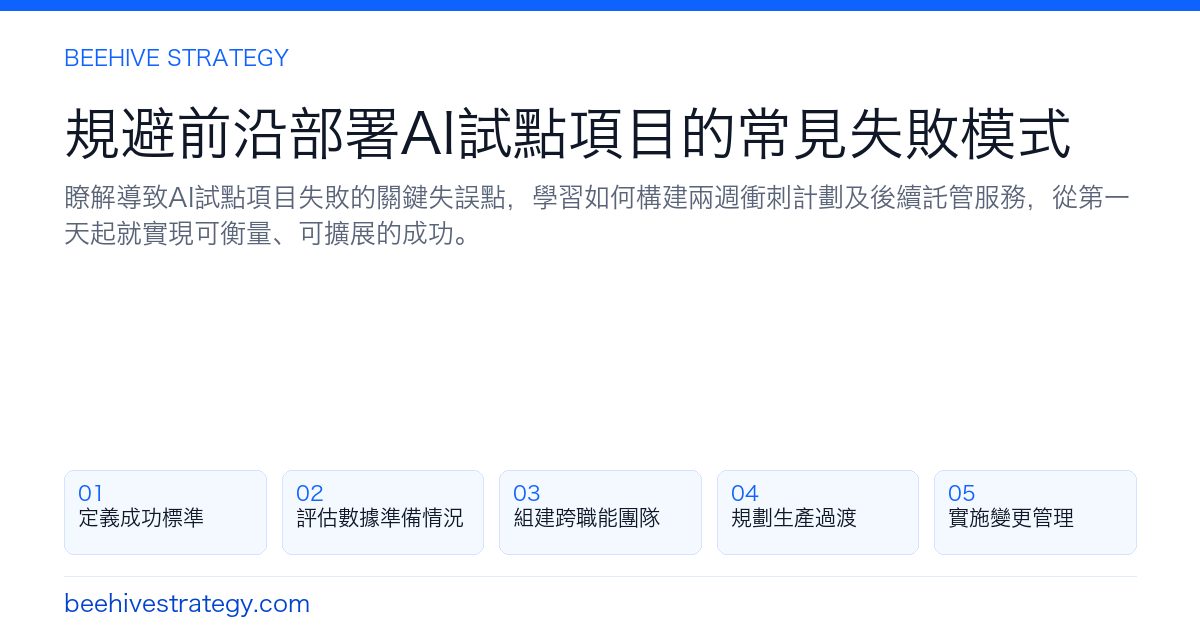 BEEHIVE STRATEGY
規避前沿部署AI試點項目的常見失敗模式
瞭解導致AI試點項目失敗的關鍵失誤點，學習如何構建兩週衝刺計劃及後續託管服務，從第一
天起就實現可衡量、可擴展的成功。
01
定義成功標準
02
評估數據準備情況
03
組建跨職能團隊
04
規劃生產過渡
05
實施變更管理
beehivestrategy.com